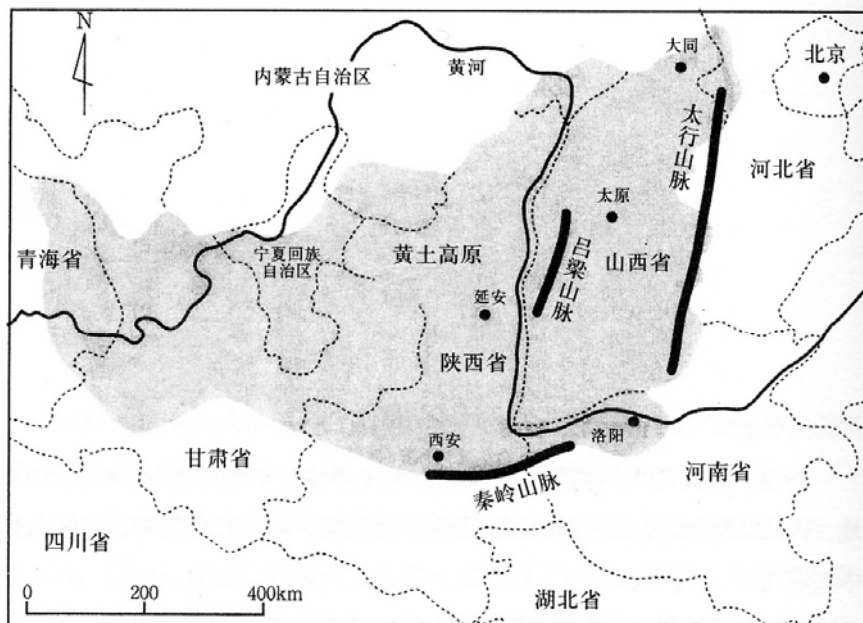 N
大同
北京
内蒙古自治区
黄河
太行山脉
河北省
太原
青海省
宁夏回族
自治区
黄土高原
吕梁山脉
山西省
延安
陕西省
西安
洛阳
甘肃省
秦岭山脉
河南省
四川省
0 200 400km
湖北省